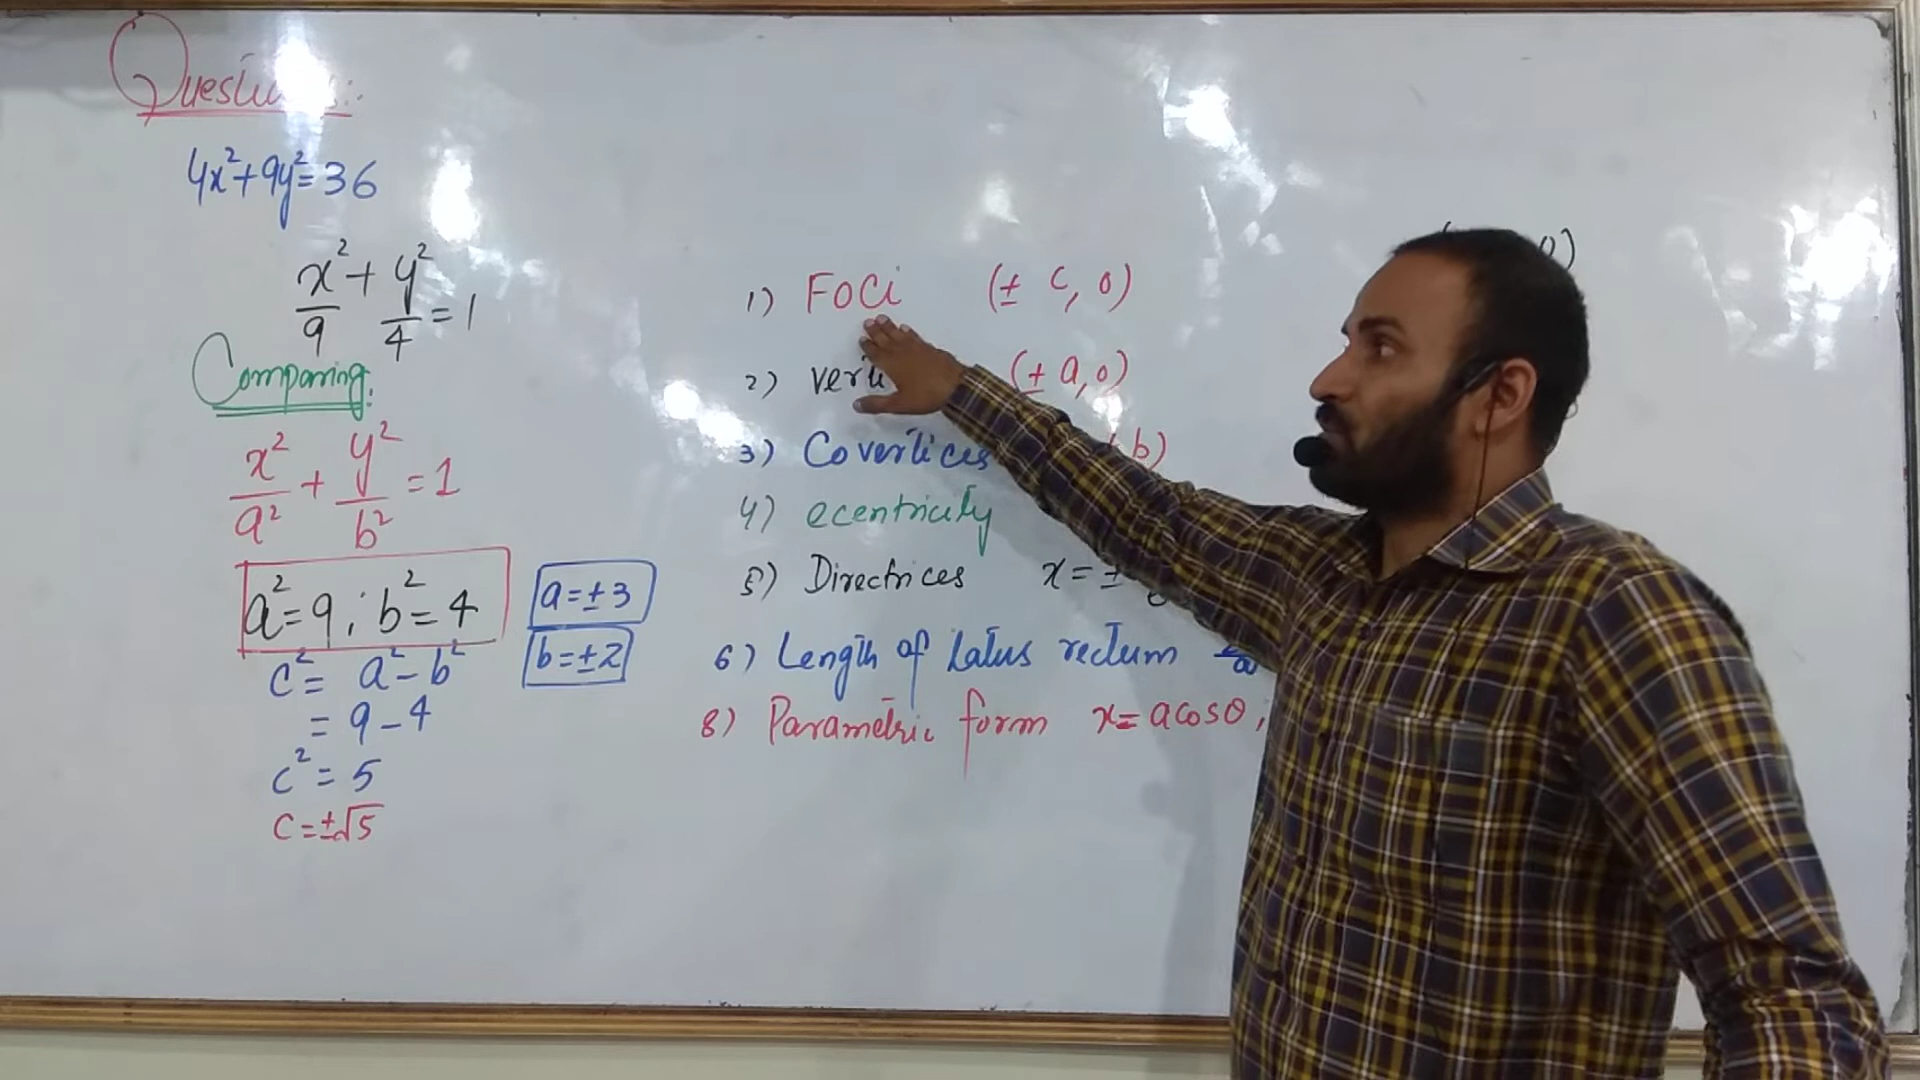 Questions:
4x²+9y²=36
x²/9 + y²/4 = 1
Comparing:
x²/a² + y²/b² = 1
a²=9 ; b²=4
a=±3
b=±2
c² = a²-b²
= 9-4
c² = 5
c=±√5
1) Foci (± c, 0)
2) (± a, 0)
3) Covertices b)
4) ecentricity
5) Directrices x=±
6) Length of Latus rectum
8) Parametric form x=acosθ,
0)